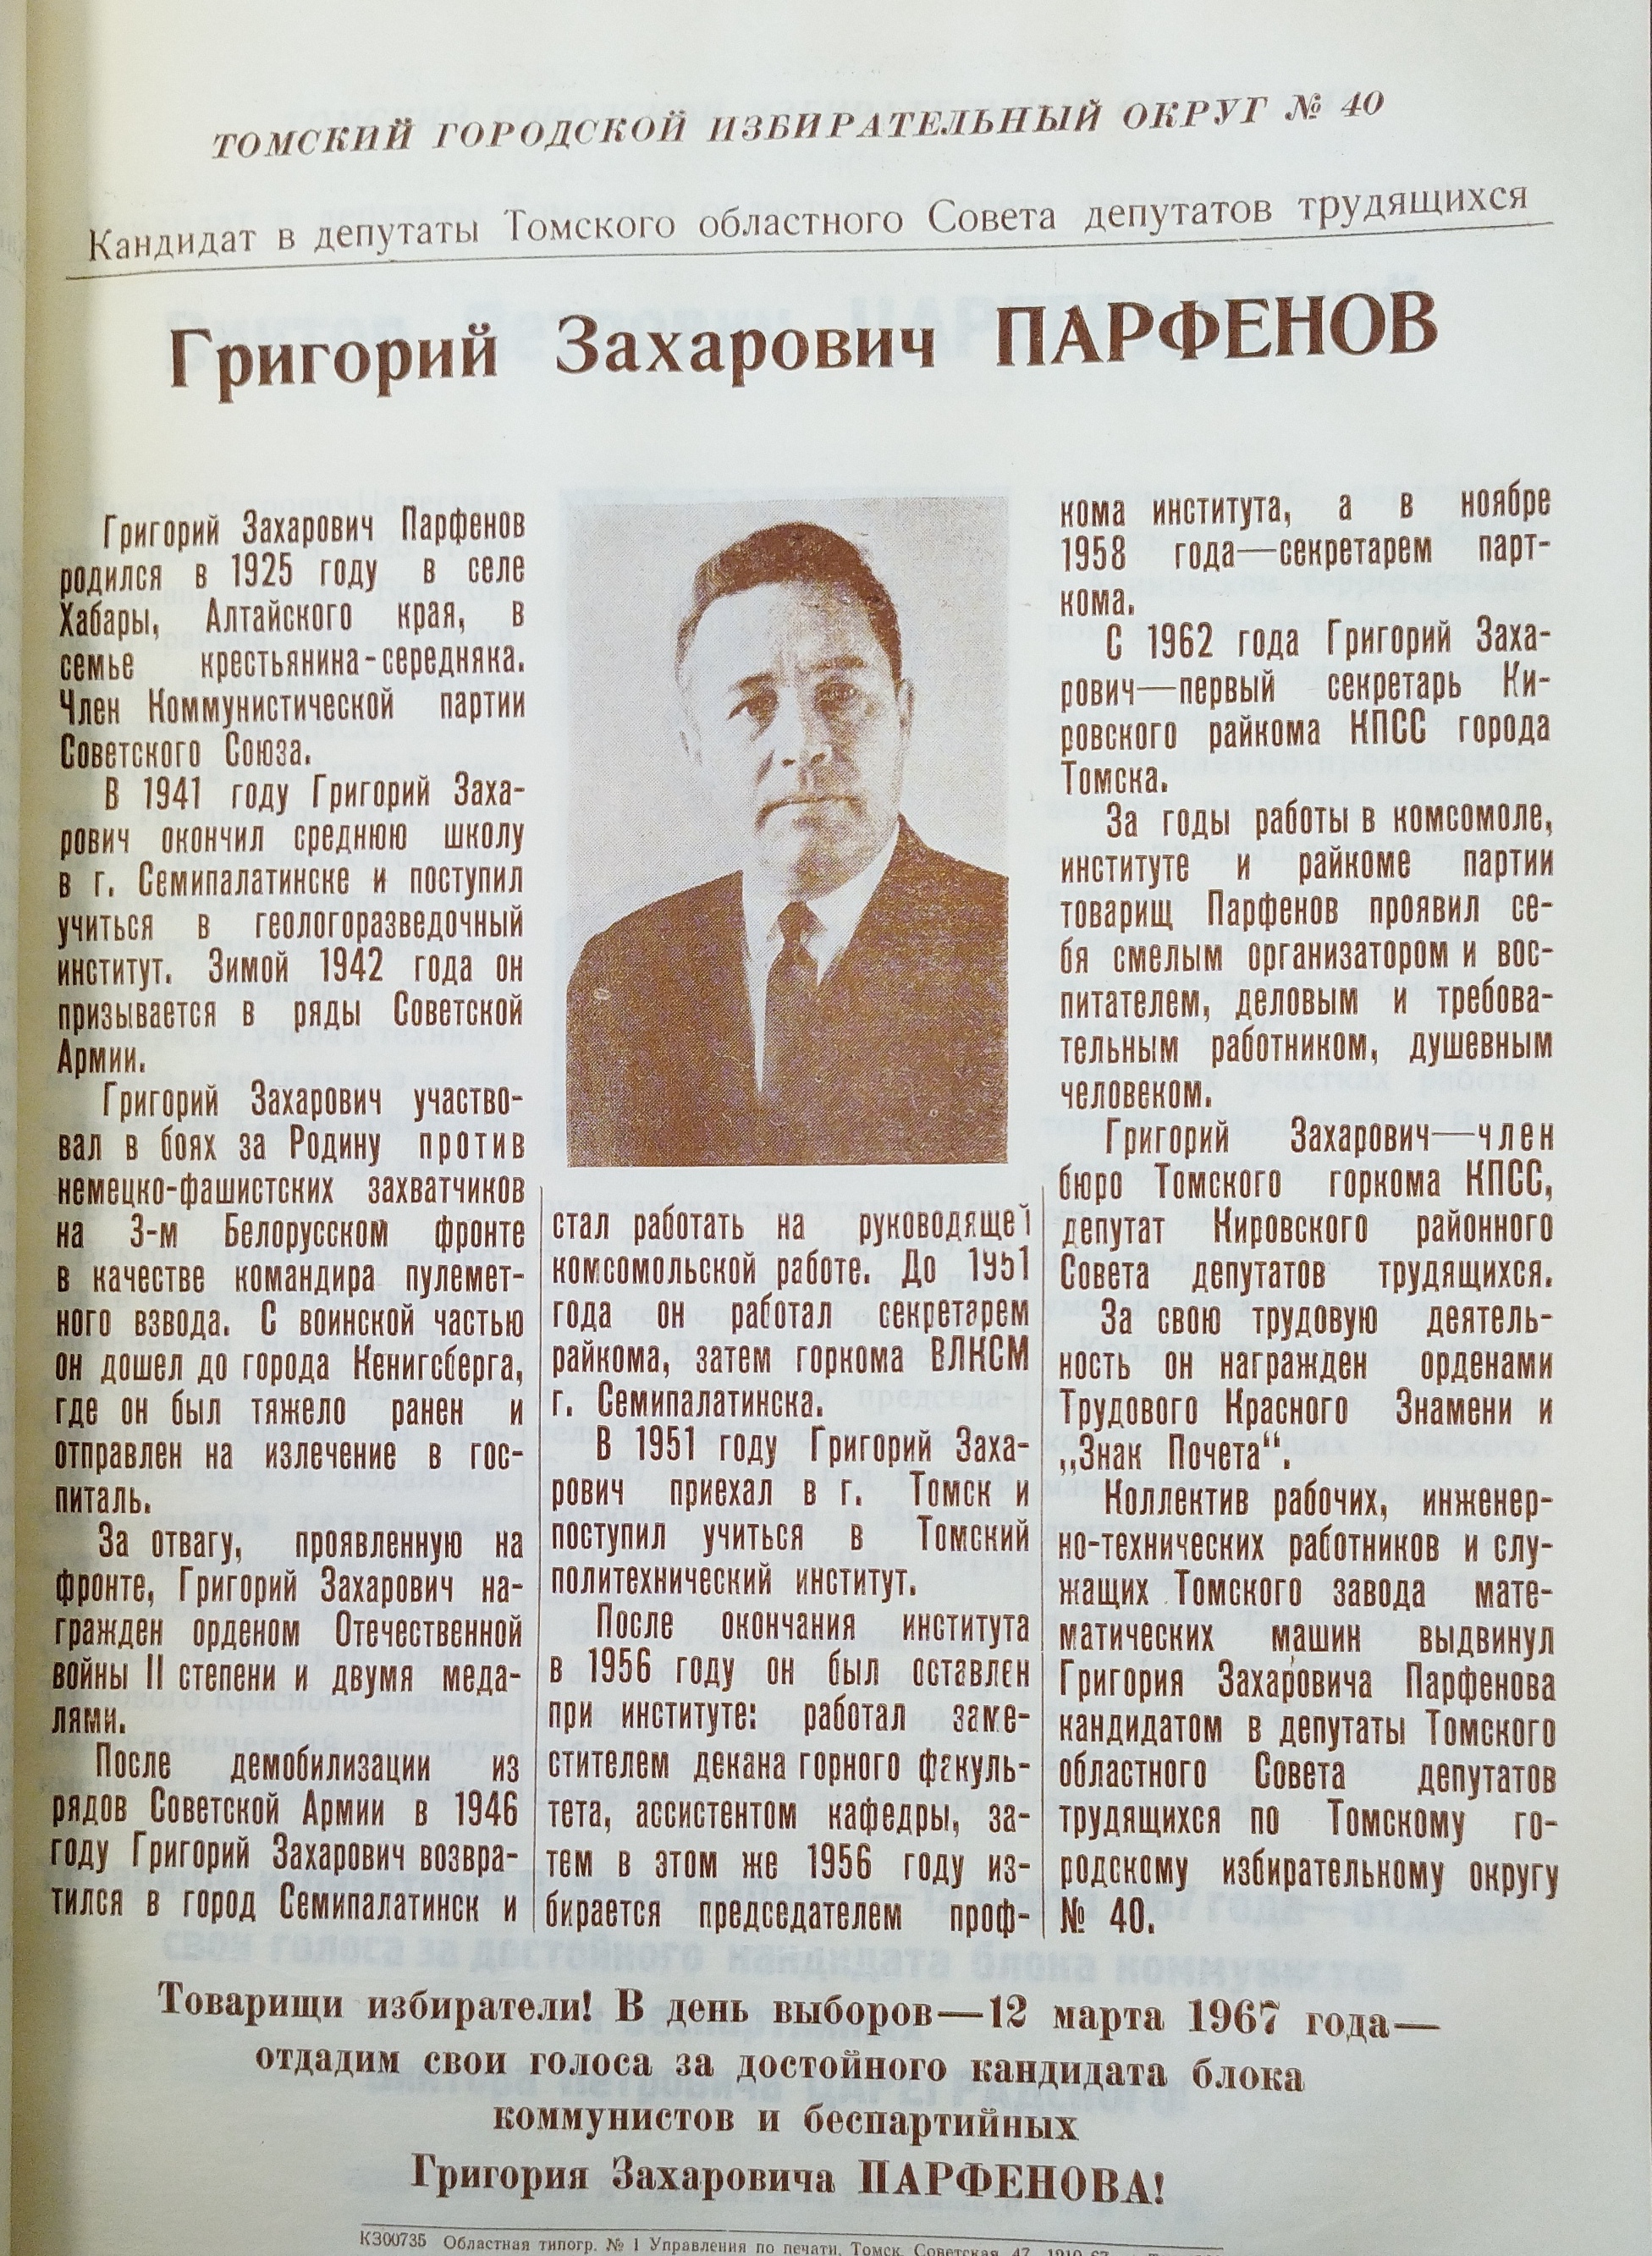 ТОМСКИЙ ГОРОДСКОЙ ИЗБИРАТЕЛЬНЫЙ ОКРУГ № 40
Кандидат в депутаты Томского областного Совета депутатов трудящихся
Григорий Захарович ПАРФЕНОВ
Григорий Захарович Парфенов
родился в 1925 году в селе
Хабары, Алтайского края, в
семье крестьянина-середняка.
Член Коммунистической партии
Советского Союза.
В 1941 году Григорий Заха-
рович окончил среднюю школу
в г. Семипалатинске и поступил
учиться в геологоразведочный
институт. Зимой 1942 года он
призывается в ряды Советской
Армии.
Григорий Захарович участво-
вал в боях за Родину против
немецко-фашистских захватчиков
на 3-м Белорусском фронте
в качестве командира пулемет-
ного взвода. С воинской частью
он дошел до города Кенигсберга,
где он был тяжело ранен и
отправлен на излечение в гос-
питаль.
За отвагу, проявленную на
фронте, Григорий Захарович на-
гражден орденом Отечественной
войны II степени и двумя меда-
лями.
После демобилизации из
рядов Советской Армии в 1946
году Григорий Захарович возвра-
тился в город Семипалатинск и
стал работать на руководящей
комсомольской работе. До 1951
года он работал секретарем
райкома, затем горкома ВЛКСМ
г. Семипалатинска.
В 1951 году Григорий Заха-
рович приехал в г. Томск и
поступил учиться в Томский
политехнический институт.
После окончания института
в 1956 году он был оставлен
при институте: работал заме-
стителем декана горного факуль-
тета, ассистентом кафедры, за-
тем в этом же 1956 году из-
бирается председателем проф-
кома института, а в ноябре
1958 года—секретарем парт-
кома.
С 1962 года Григорий Заха-
рович—первый секретарь Ки-
ровского райкома КПСС города
Томска.
За годы работы в комсомоле,
институте и райкоме партии
товарищ Парфенов проявил се-
бя смелым организатором и вос-
питателем, деловым и требова-
тельным работником, душевным
человеком.
Григорий Захарович—член
бюро Томского горкома КПСС,
депутат Кировского районного
Совета депутатов трудящихся.
За свою трудовую деятель-
ность он награжден орденами
Трудового Красного Знамени и
„Знак Почета“.
Коллектив рабочих, инженер-
но-технических работников и слу-
жащих Томского завода мате-
матических машин выдвинул
Григория Захаровича Парфенова
кандидатом в депутаты Томского
областного Совета депутатов
трудящихся по Томскому го-
родскому избирательному округу
№ 40.
Товарищи избиратели! В день выборов—12 марта 1967 года—
отдадим свои голоса за достойного кандидата блока
коммунистов и беспартийных
Григория Захаровича ПАРФЕНОВА!
КЗ00735 Областная типогр. № 1 Управления по печати, Томск, Советская, 47,